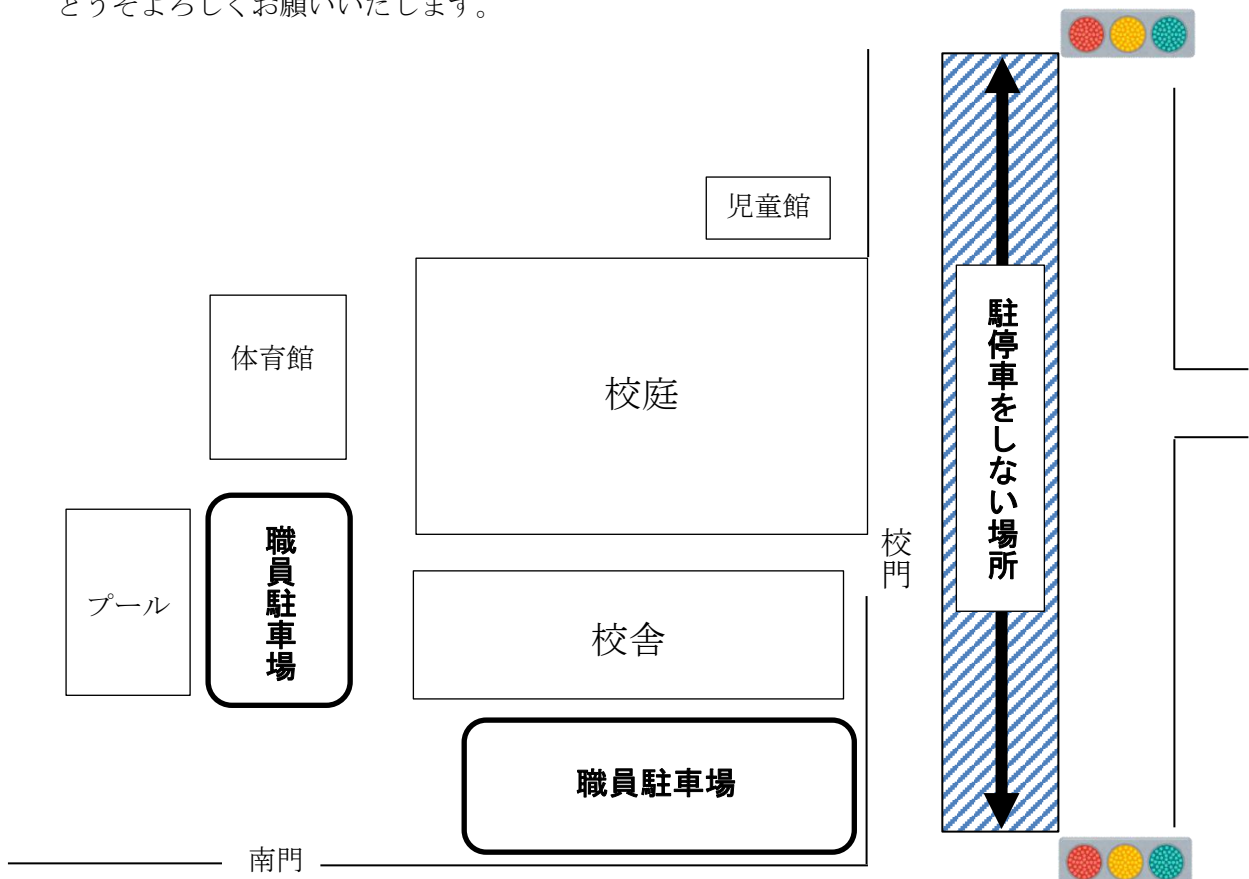 どうぞよろしくお願いいたします。
児童館
体育館
校庭
駐停車をしない場所
校門
職員駐車場
プール
校舎
職員駐車場
南門